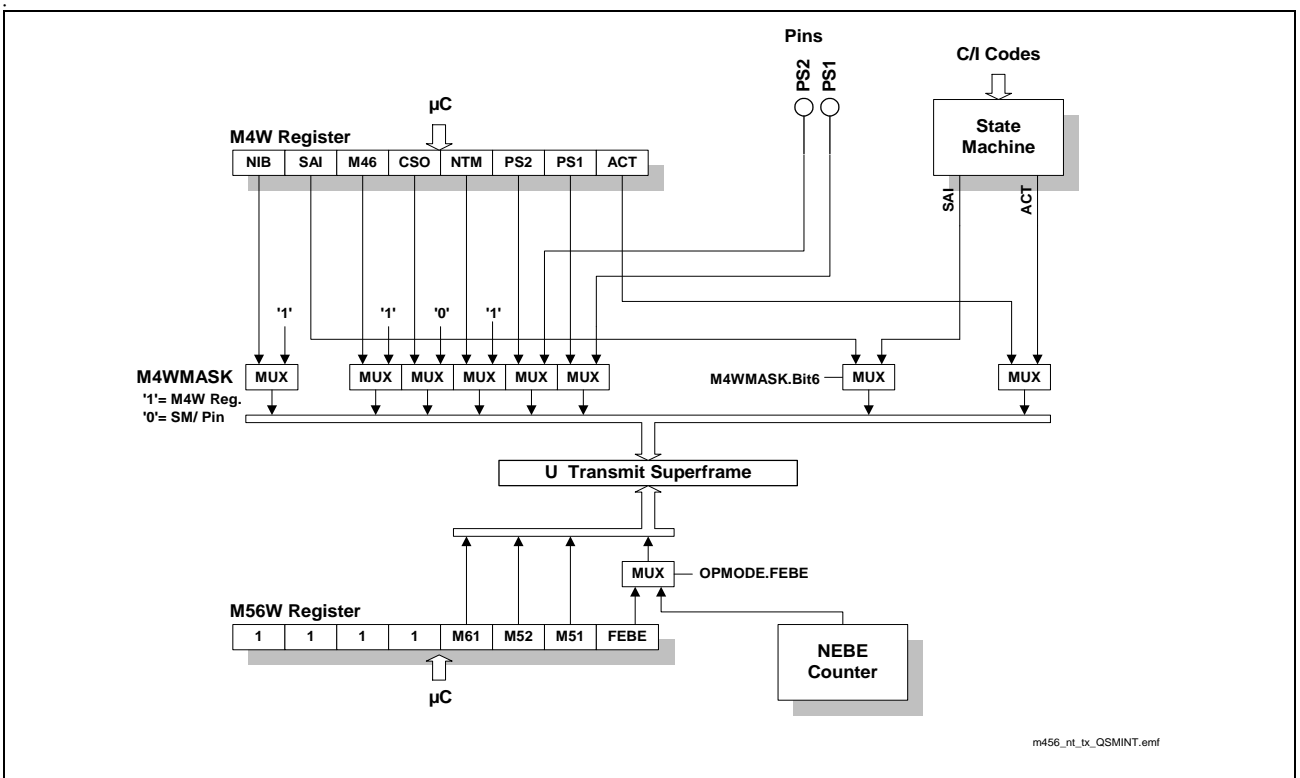 .
Pins
PS2
PS1
C/I Codes
µC
State
Machine
M4W Register
NIB SAI M46 CSO NTM PS2 PS1 ACT
SAI
ACT
'1' '1' '0' '1'
M4WMASK MUX MUX MUX MUX MUX MUX M4WMASK.Bit6 MUX MUX
'1'= M4W Reg.
'0'= SM/ Pin
U Transmit Superframe
MUX OPMODE.FEBE
M56W Register
1 1 1 1 M61 M52 M51 FEBE
NEBE
Counter
µC
m456_nt_tx_QSMINT.emf